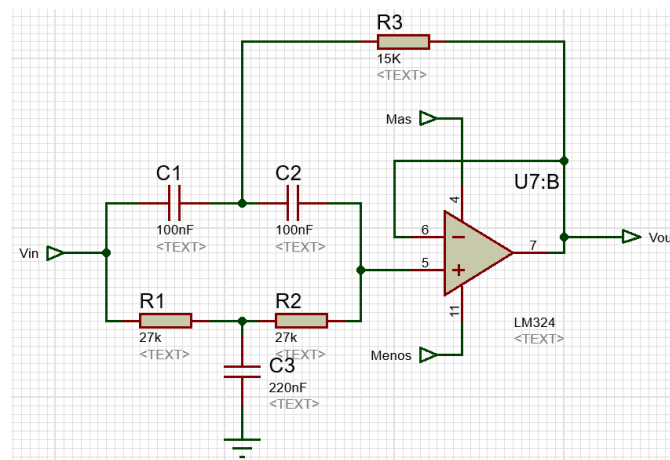 R3
15K
<TEXT>
Mas
C1
C2
U7:B
4
100nF
<TEXT>
100nF
<TEXT>
6
7
Vin
Vou
5
R1
R2
11
27k
<TEXT>
27k
<TEXT>
LM324
<TEXT>
Menos
C3
220nF
<TEXT>